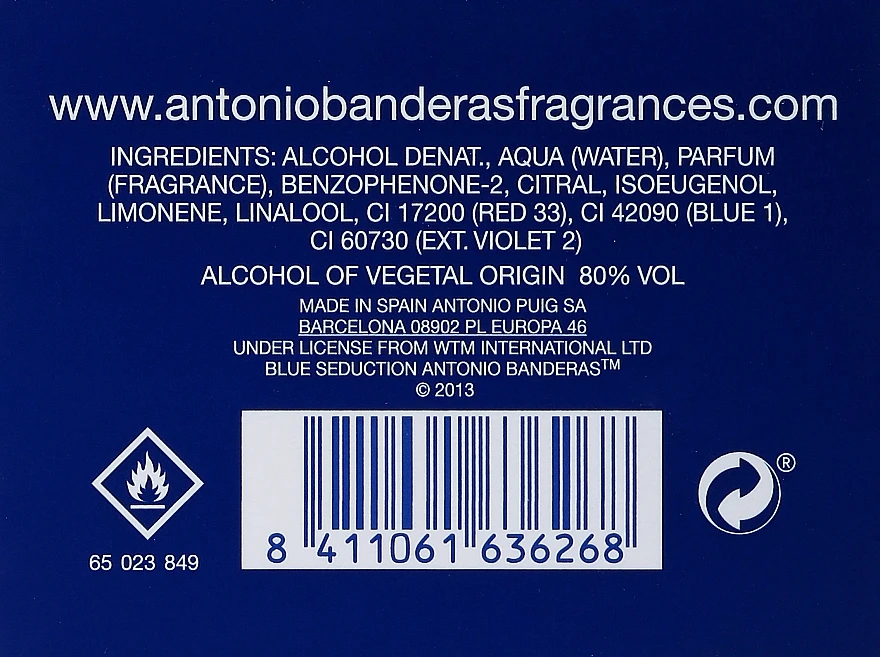 www.antoniobanderasfragrances.com
INGREDIENTS: ALCOHOL DENAT., AQUA (WATER), PARFUM
(FRAGRANCE), BENZOPHENONE-2, CITRAL, ISOEUGENOL,
LIMONENE, LINALOOL, CI 17200 (RED 33), CI 42090 (BLUE 1),
CI 60730 (EXT. VIOLET 2)
ALCOHOL OF VEGETAL ORIGIN 80% VOL
MADE IN SPAIN ANTONIO PUIG SA
BARCELONA 08902 PL EUROPA 46
UNDER LICENSE FROM WTM INTERNATIONAL LTD
BLUE SEDUCTION ANTONIO BANDERAS™
© 2013
®
8 411061 636268
65 023 849